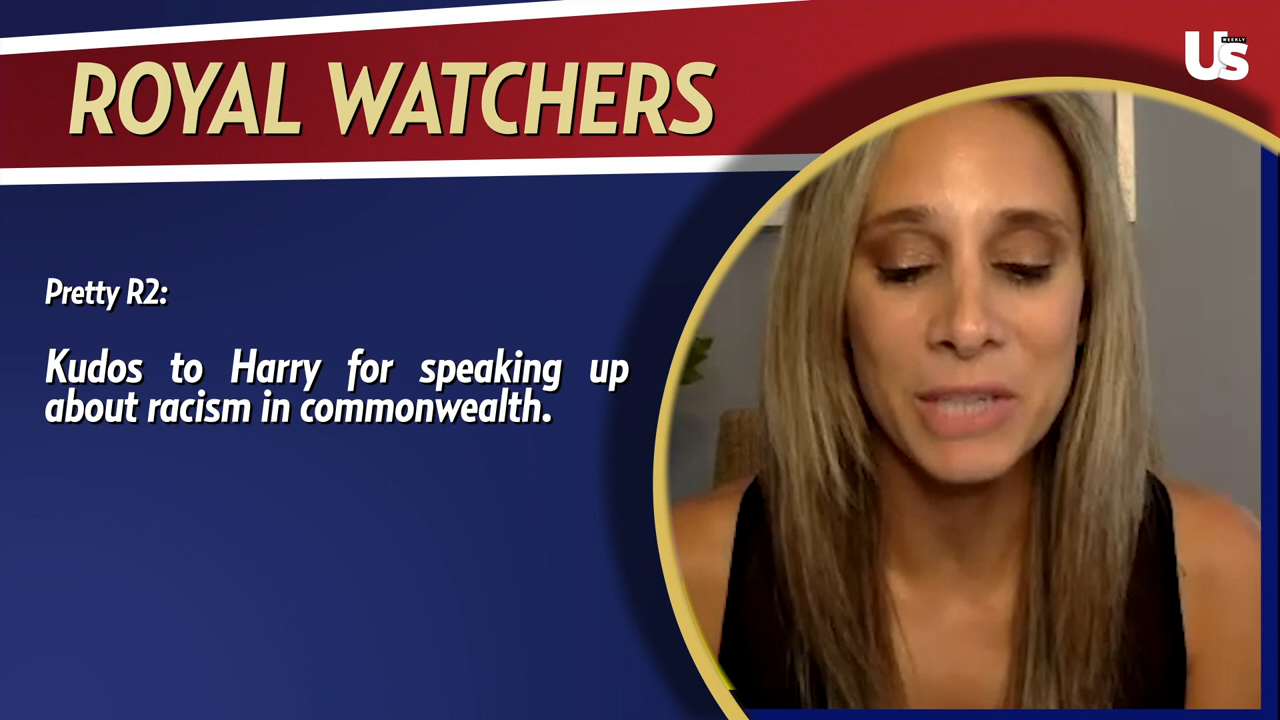 ROYAL WATCHERS
Us
WEEKLY
Pretty R2:
Kudos to Harry for speaking up
about racism in commonwealth.